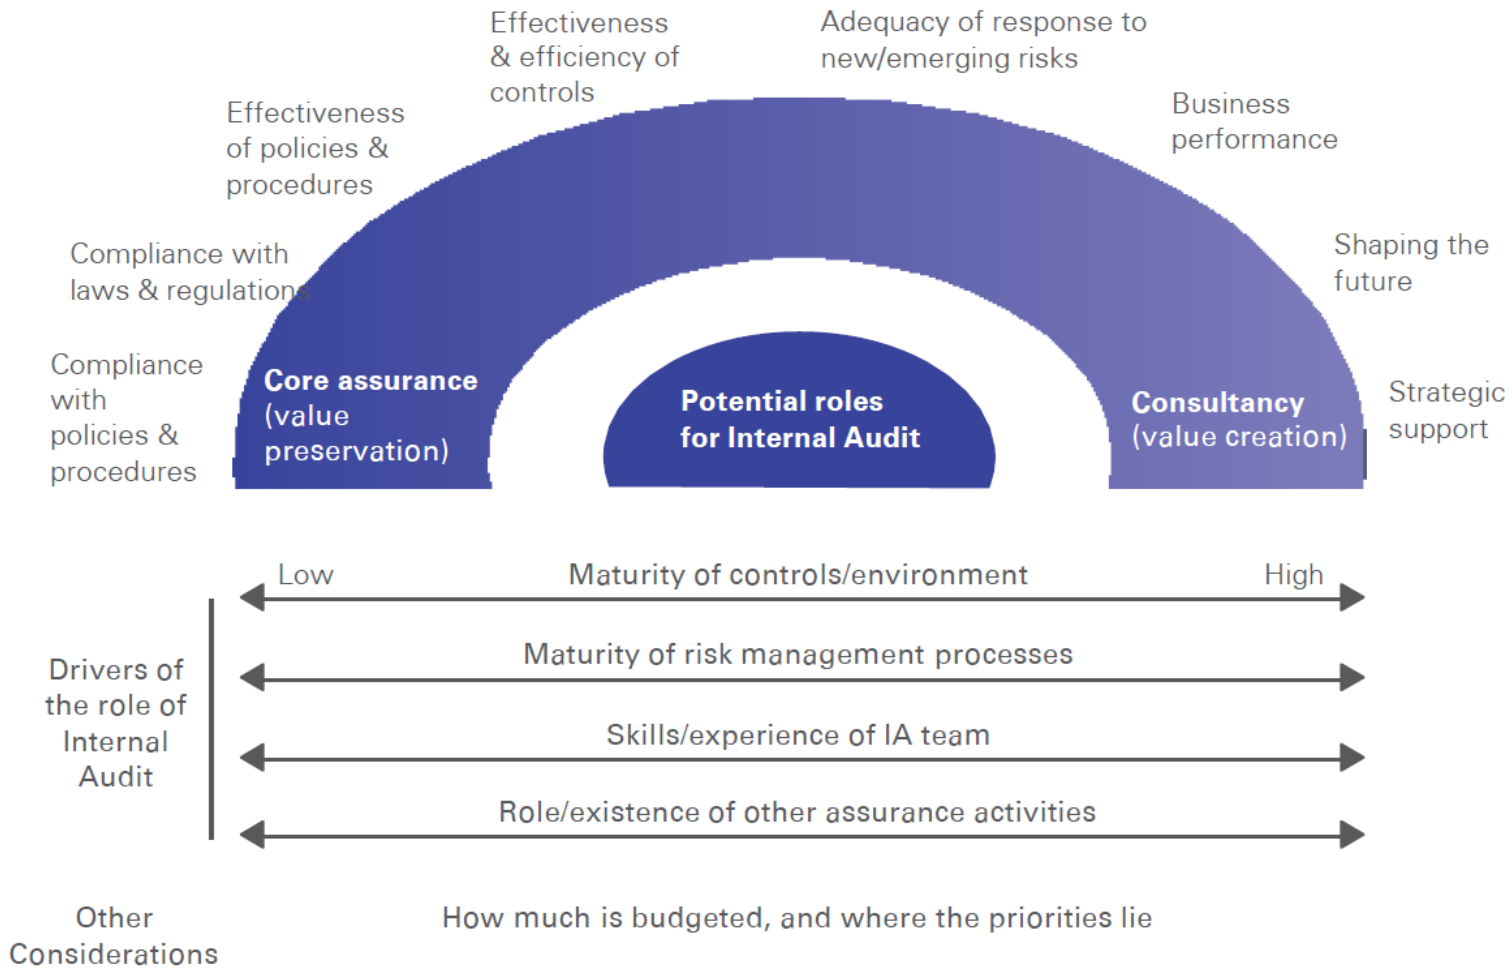 Effectiveness
& efficiency of
controls
Adequacy of response to
new/emerging risks
Effectiveness
of policies &
procedures
Business
performance
Compliance with
laws & regulations
Shaping the
future
Compliance
with
policies &
procedures
Core assurance
(value
preservation)
Potential roles
for Internal Audit
Consultancy
(value creation)
Strategic
support
Low
Maturity of controls/environment
High
Drivers of
the role of
Internal
Audit
Maturity of risk management processes
Skills/experience of IA team
Role/existence of other assurance activities
Other
Considerations
How much is budgeted, and where the priorities lie